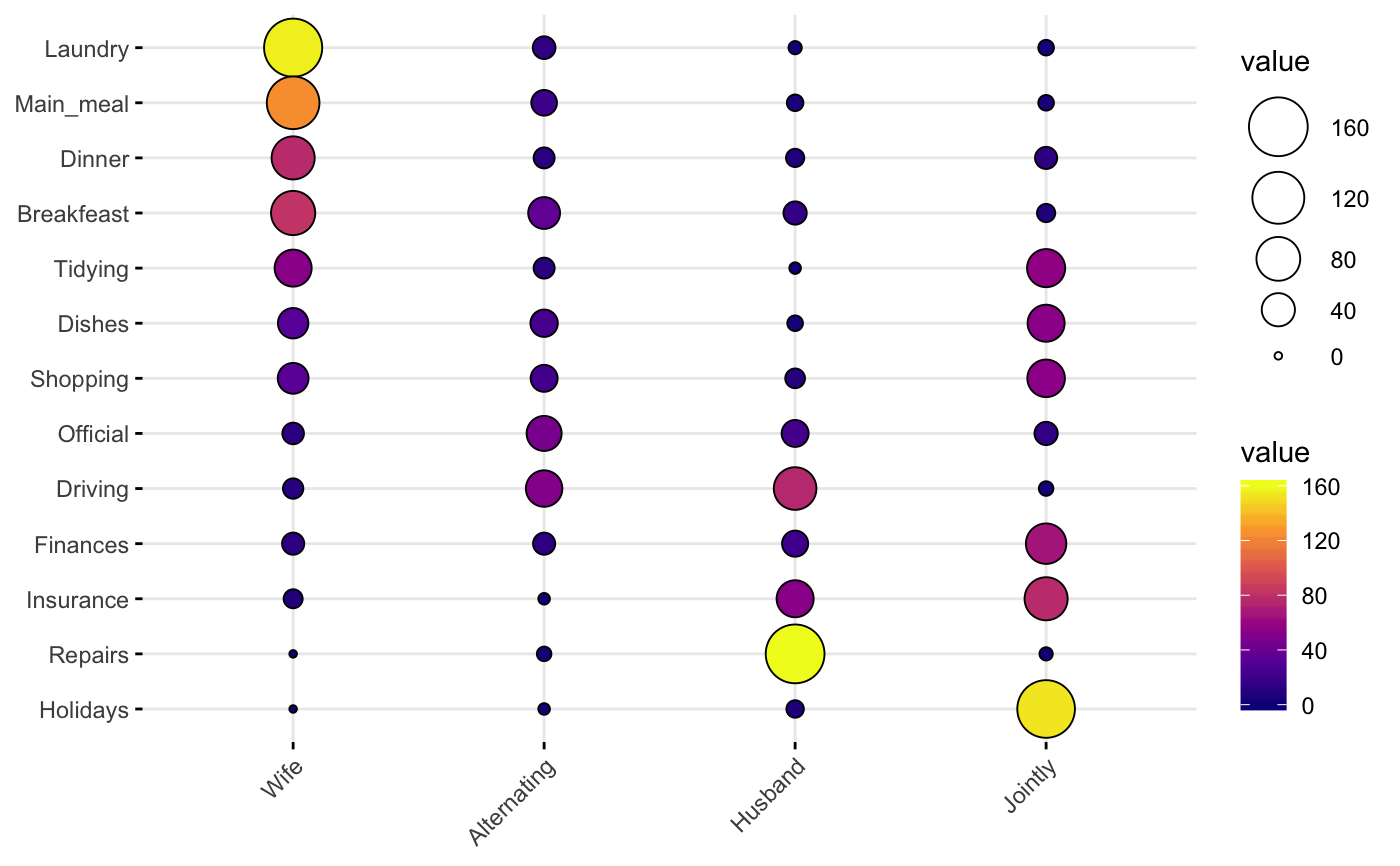 Laundry
Main_meal
Dinner
Breakfeast
Tidying
Dishes
Shopping
Official
Driving
Finances
Insurance
Repairs
Holidays
Wife
Alternating
Husband
Jointly
value
160
120
80
40
0
value
160
120
80
40
0